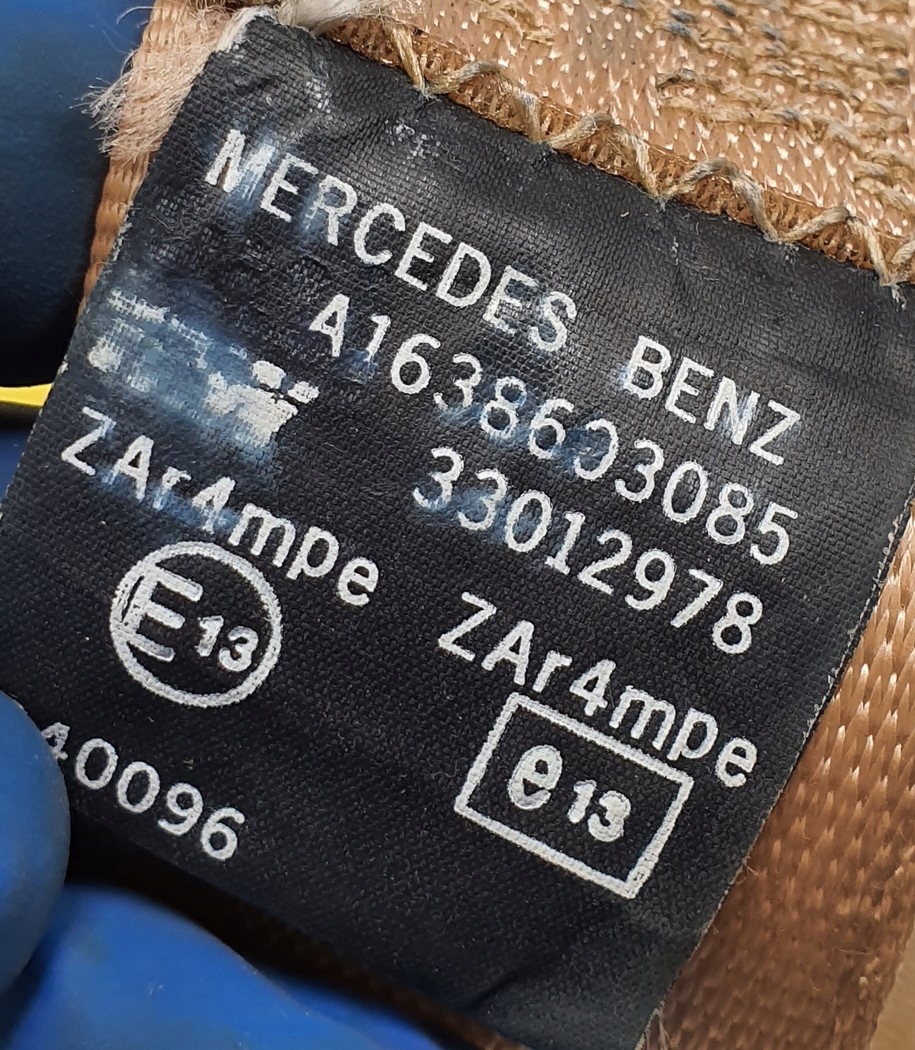 MERCEDES BENZ
A1638603085
33012978
ZAr4mpe ZAr4mpe
E13 e13
40096